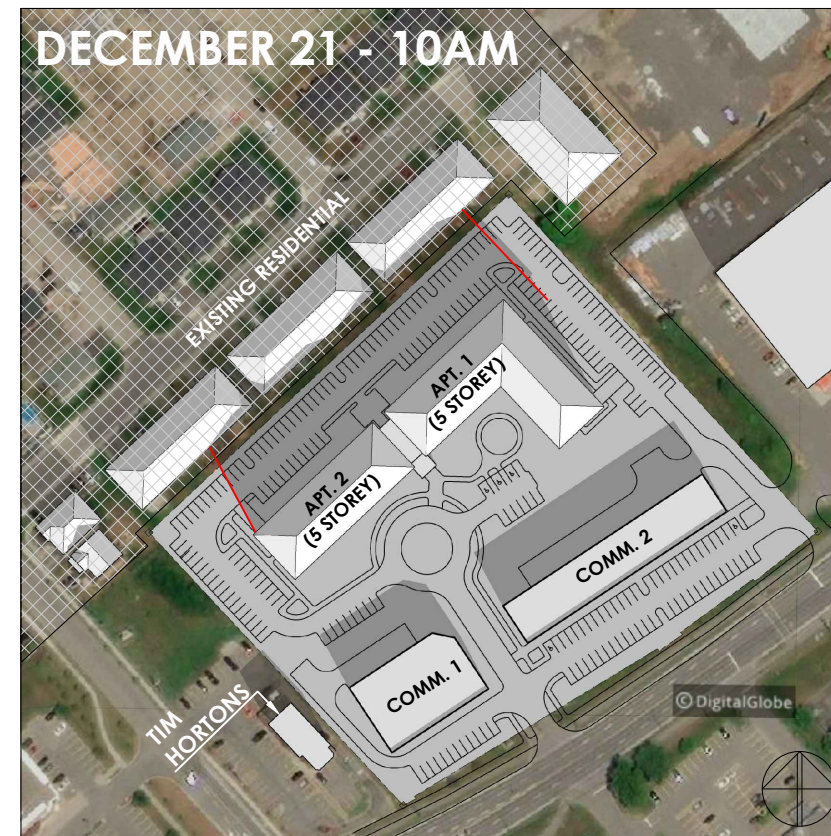 DECEMBER 21 - 10AM
EXISTING RESIDENTIAL
APT. 1
(5 STOREY)
APT. 2
(5 STOREY)
COMM. 2
COMM. 1
TIM
HORTONS
© DigitalGlobe